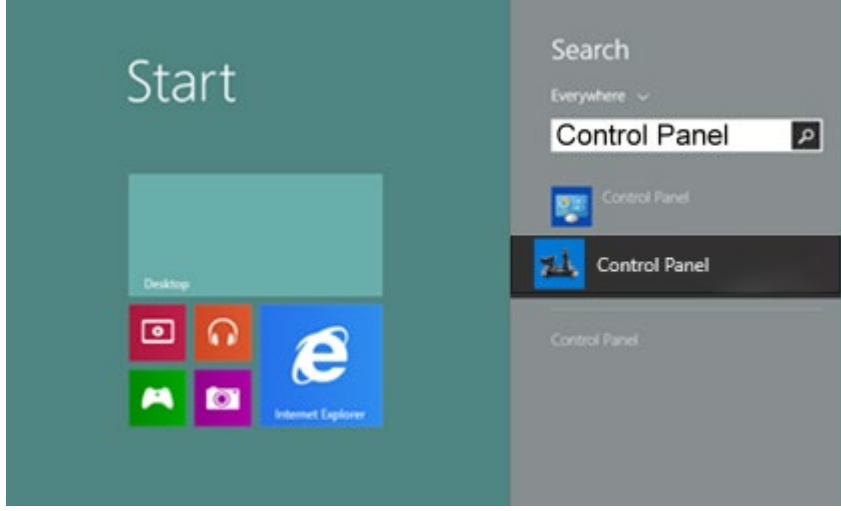 Start
Desktop
Internet Explorer
Search
Everywhere
Control Panel
Control Panel
Control Panel
Control Panel